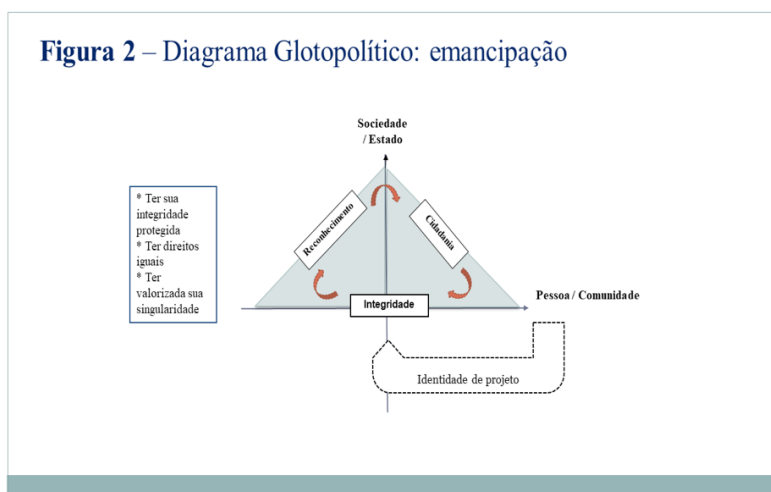 Figura 2 – Diagrama Glotopolítico: emancipação
Sociedade
/ Estado
* Ter sua
integridade
protegida
* Ter direitos
iguais
* Ter
valorizada sua
singularidade
Reconhecimento
Cidadania
Integridade
Pessoa / Comunidade
Identidade de projeto